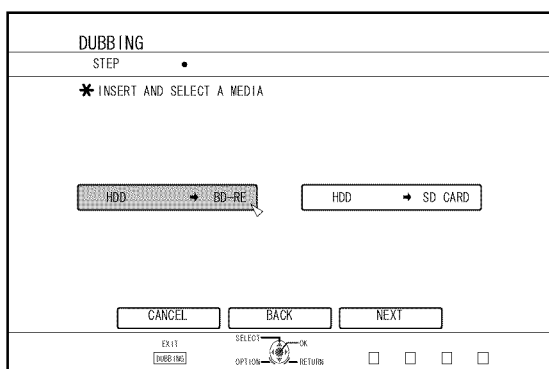 DUBBING
STEP
✱ INSERT AND SELECT A MEDIA
HDD ➡ BD-RE
HDD ➡ SD CARD
CANCEL
BACK
NEXT
EXIT
DUBBING
SELECT
OK
OPTION
RETURN